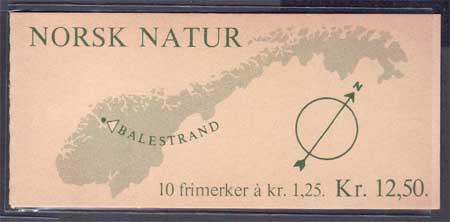 NORSK NATUR
N
BALESTRAND
10 frimerker à kr. 1,25. Kr. 12,50.